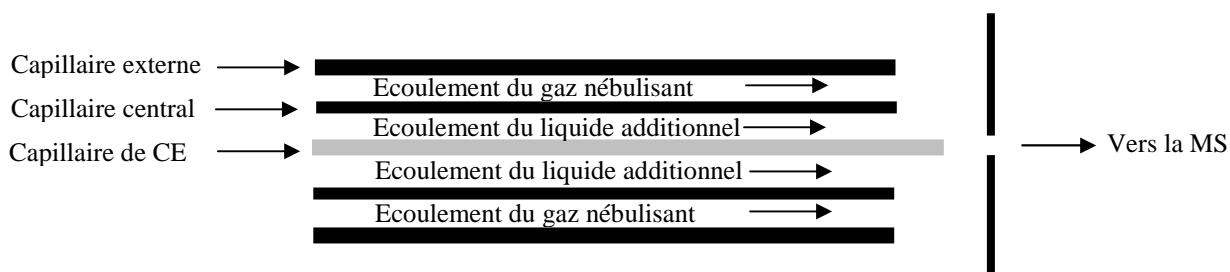 Capillaire externe
Ecoulement du gaz nébulisant
Capillaire central
Ecoulement du liquide additionnel
Capillaire de CE
Vers la MS
Ecoulement du liquide additionnel
Ecoulement du gaz nébulisant